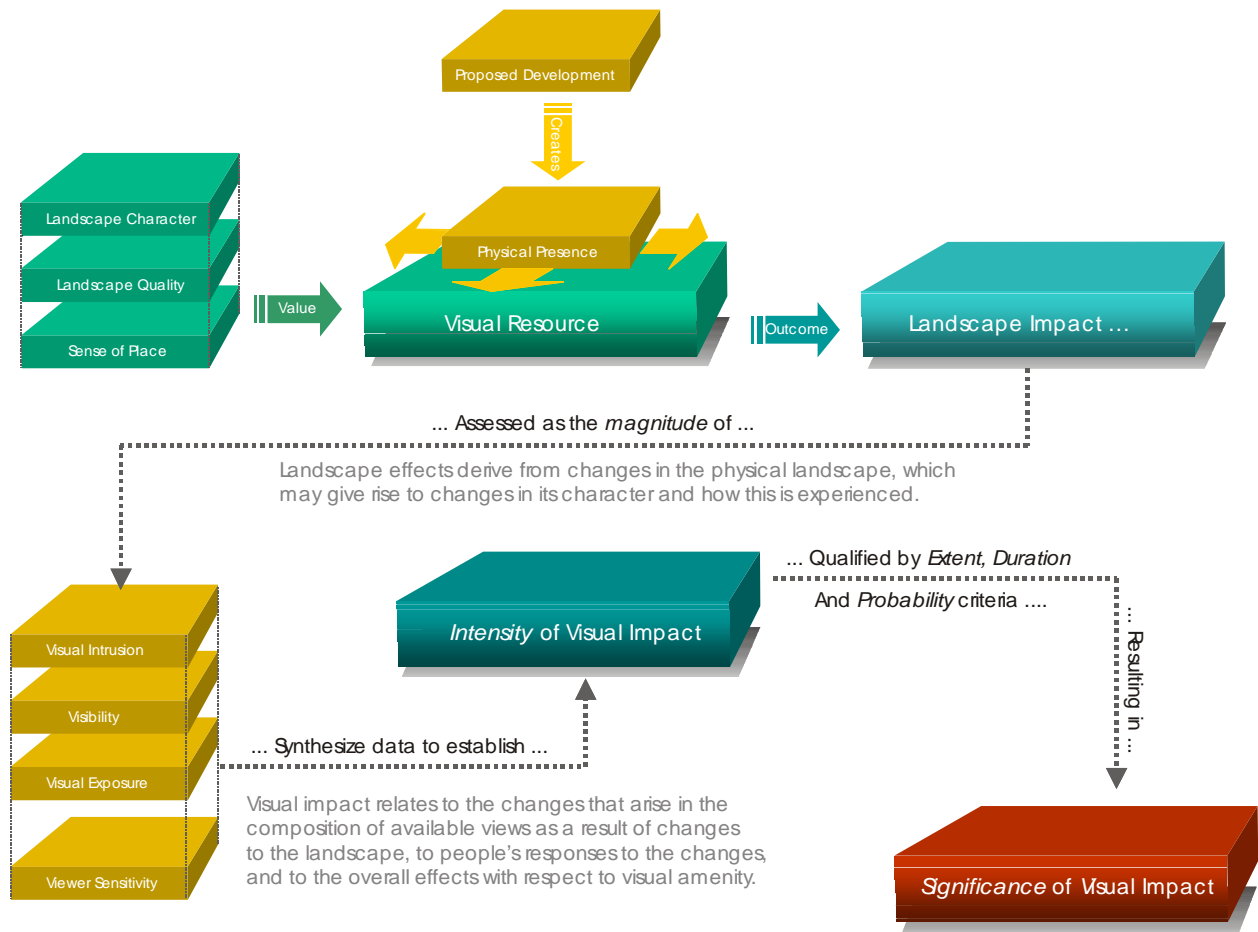 Proposed Development
Creates
Landscape Character
Landscape Quality
Sense of Place
Value
Physical Presence
Visual Resource
Outcome
Landscape Impact ...
... Assessed as the magnitude of ...
Landscape effects derive from changes in the physical landscape, which
may give rise to changes in its character and how this is experienced.
Visual Intrusion
Visibility
Visual Exposure
Viewer Sensitivity
... Synthesize data to establish ...
Visual impact relates to the changes that arise in the
composition of available views as a result of changes
to the landscape, to people's responses to the changes,
and to the overall effects with respect to visual amenity.
Intensity of Visual Impact
... Qualified by Extent, Duration
And Probability criteria ....
... Resulting in ...
Significance of Visual Impact